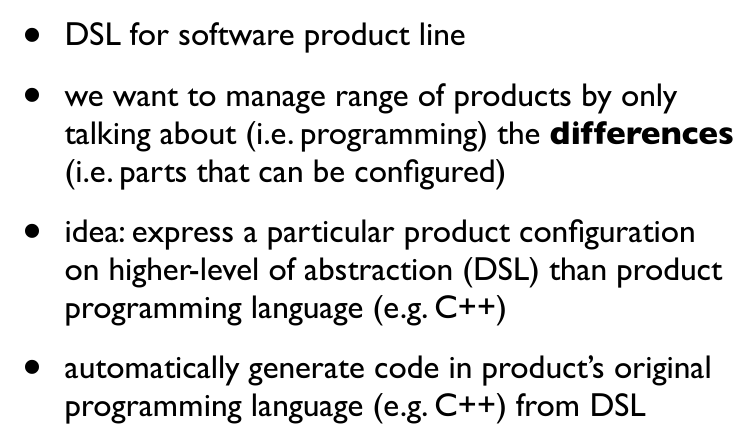 • DSL for software product line
• we want to manage range of products by only
talking about (i.e. programming) the differences
(i.e. parts that can be configured)
• idea: express a particular product configuration
on higher-level of abstraction (DSL) than product
programming language (e.g. C++)
• automatically generate code in product’s original
programming language (e.g. C++) from DSL